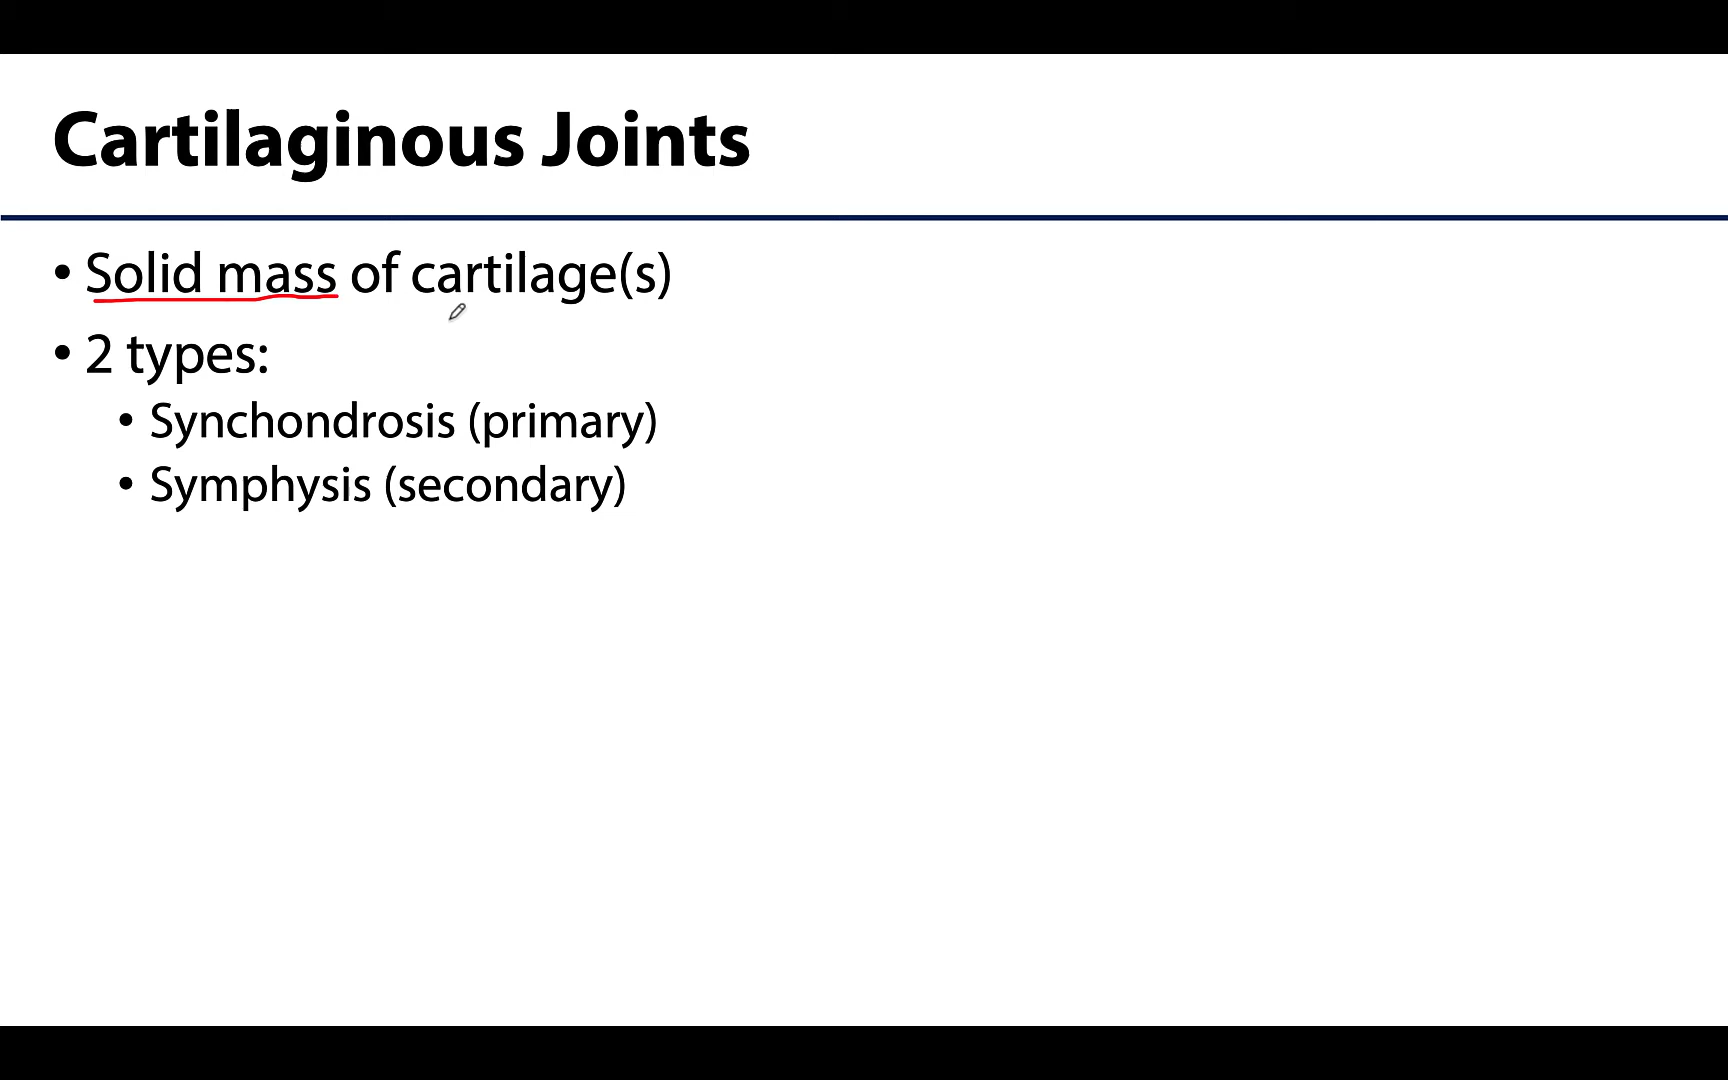 Cartilaginous Joints
• Solid mass of cartilage(s)
• 2 types:
• Synchondrosis (primary)
• Symphysis (secondary)